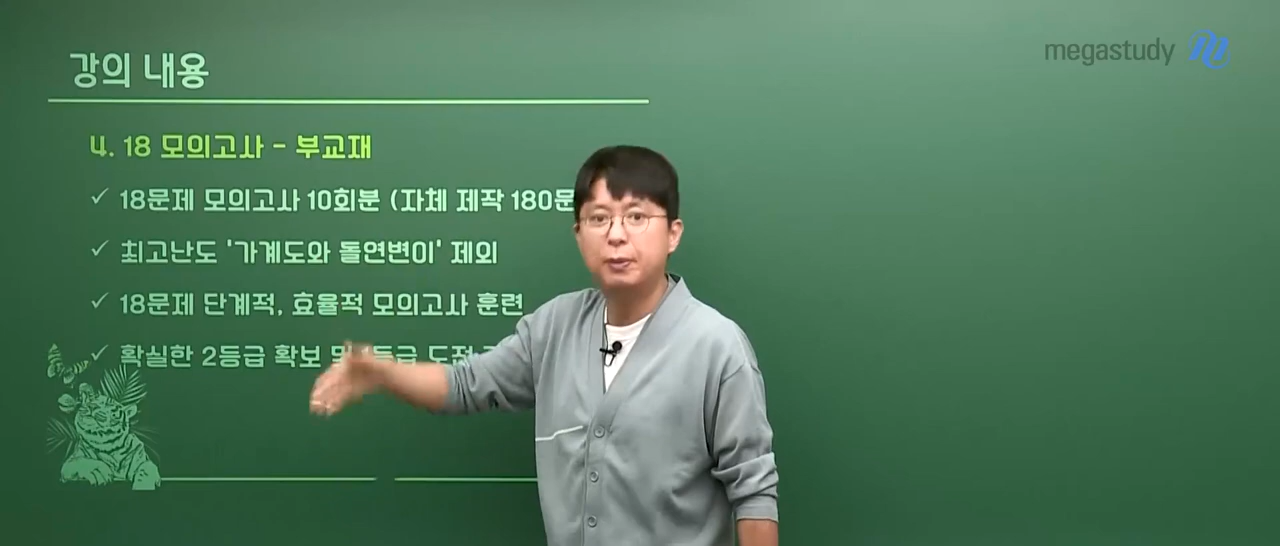 강의 내용
megastudy
4. 18 모의고사 - 부교재
✓ 18문제 모의고사 10회분 (자체 제작 180문
✓ 최고난도 '가계도와 돌연변이' 제외
✓ 18문제 단계적, 효율적 모의고사 훈련
✓ 확실한 2등급 확보